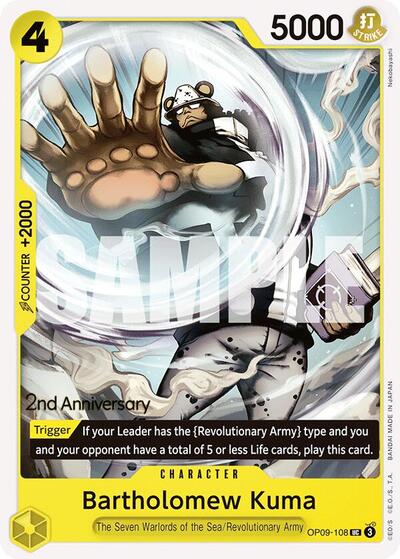 4
5000
打
STRIKE
Nekobayashi
COUNTER +2000
SAMPLE
2nd Anniversary
Trigger If your Leader has the {Revolutionary Army} type and you
and your opponent have a total of 5 or less Life cards, play this card.
CHARACTER
Bartholomew Kuma
The Seven Warlords of the Sea/Revolutionary Army
OP09-108 UC 3
©E.O/S ©E.O./S., T.A. BANDAI MADE IN JAPAN